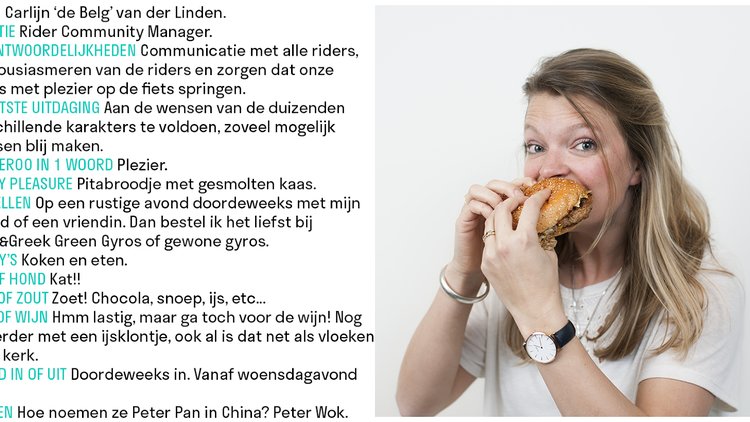 Carlijn ‘de Belg’ van der Linden.
TIE Rider Community Manager.
NTWOORDELIJKHEDEN Communicatie met alle riders,
ousiasmeren van de riders en zorgen dat onze
s met plezier op de fiets springen.
TSTE UITDAGING Aan de wensen van de duizenden
chillende karakters te voldoen, zoveel mogelijk
sen blij maken.
EROO IN 1 WOORD Plezier.
Y PLEASURE Pitabroodje met gesmolten kaas.
ELLEN Op een rustige avond doordeweeks met mijn
d of een vriendin. Dan bestel ik het liefst bij
&Greek Green Gyros of gewone gyros.
Y’S Koken en eten.
F HOND Kat!!
OF ZOUT Zoet! Chocola, snoep, ijs, etc...
OF WIJN Hmm lastig, maar ga toch voor de wijn! Nog
erder met een ijsklontje, ook al is dat net als vloeken
kerk.
D IN OF UIT Doordeweeks in. Vanaf woensdagavond
EN Hoe noemen ze Peter Pan in China? Peter Wok.